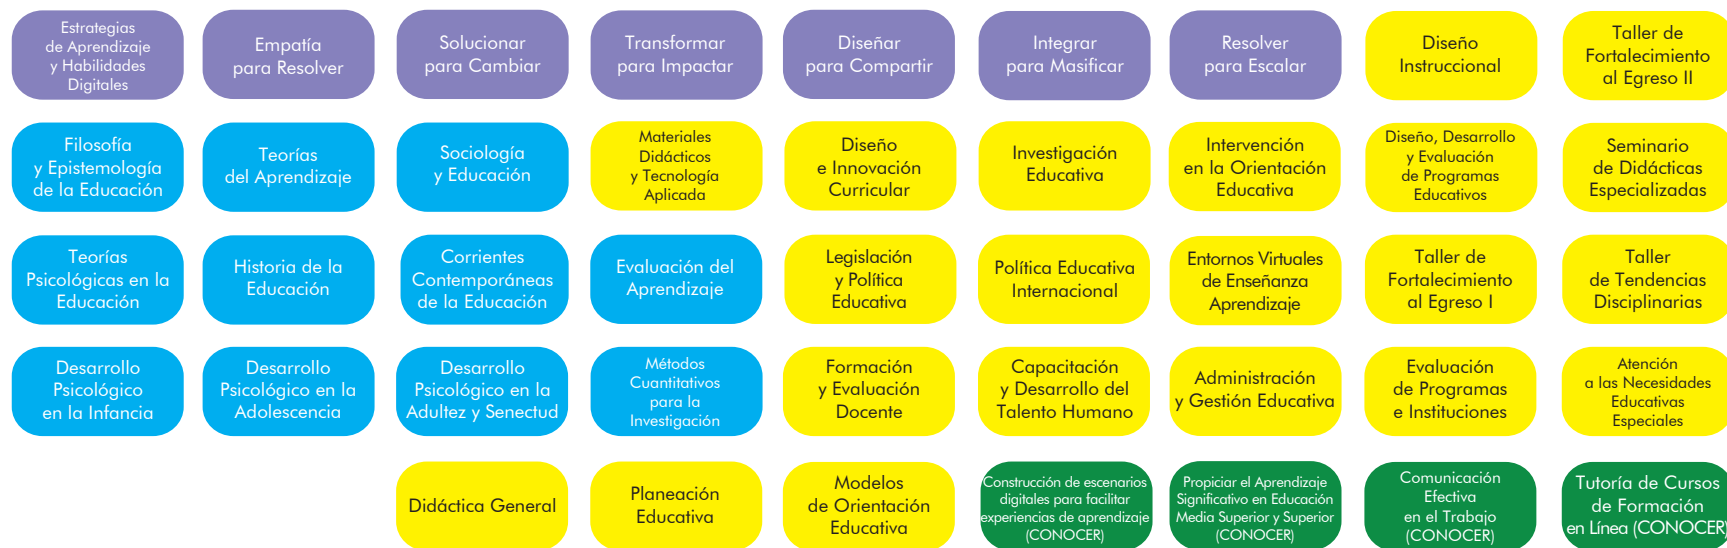 Estrategias
de Aprendizaje
y Habilidades
Digitales
Empatía
para Resolver
Solucionar
para Cambiar
Transformar
para Impactar
Diseñar
para Compartir
Integrar
para Masificar
Resolver
para Escalar
Diseño
Instruccional
Taller de
Fortalecimiento
al Egreso II
Filosofía
y Epistemología
de la Educación
Teorías
del Aprendizaje
Sociología
y Educación
Materiales
Didácticos
y Tecnología
Aplicada
Diseño
e Innovación
Curricular
Investigación
Educativa
Intervención
en la Orientación
Educativa
Diseño, Desarrollo
y Evaluación
de Programas
Educativos
Seminario
de Didácticas
Especializadas
Teorías
Psicológicas en la
Educación
Historia de la
Educación
Corrientes
Contemporáneas
de la Educación
Evaluación del
Aprendizaje
Legislación
y Política
Educativa
Política Educativa
Internacional
Entornos Virtuales
de Enseñanza
Aprendizaje
Taller de
Fortalecimiento
al Egreso I
Taller
de Tendencias
Disciplinarias
Desarrollo
Psicológico
en la Infancia
Desarrollo
Psicológico en la
Adolescencia
Desarrollo
Psicológico en la
Adultez y Senectud
Métodos
Cuantitativos
para la
Investigación
Formación
y Evaluación
Docente
Capacitación
y Desarrollo del
Talento Humano
Administración
y Gestión Educativa
Evaluación
de Programas
e Instituciones
Atención
a las Necesidades
Educativas
Especiales
Didáctica General
Planeación
Educativa
Modelos
de Orientación
Educativa
Construcción de escenarios
digitales para facilitar
experiencias de aprendizaje
(CONOCER)
Propiciar el Aprendizaje
Significativo en Educación
Media Superior y Superior
(CONOCER)
Comunicación
Efectiva
en el Trabajo
(CONOCER)
Tutoría de Cursos
de Formación
en Línea (CONOCER)